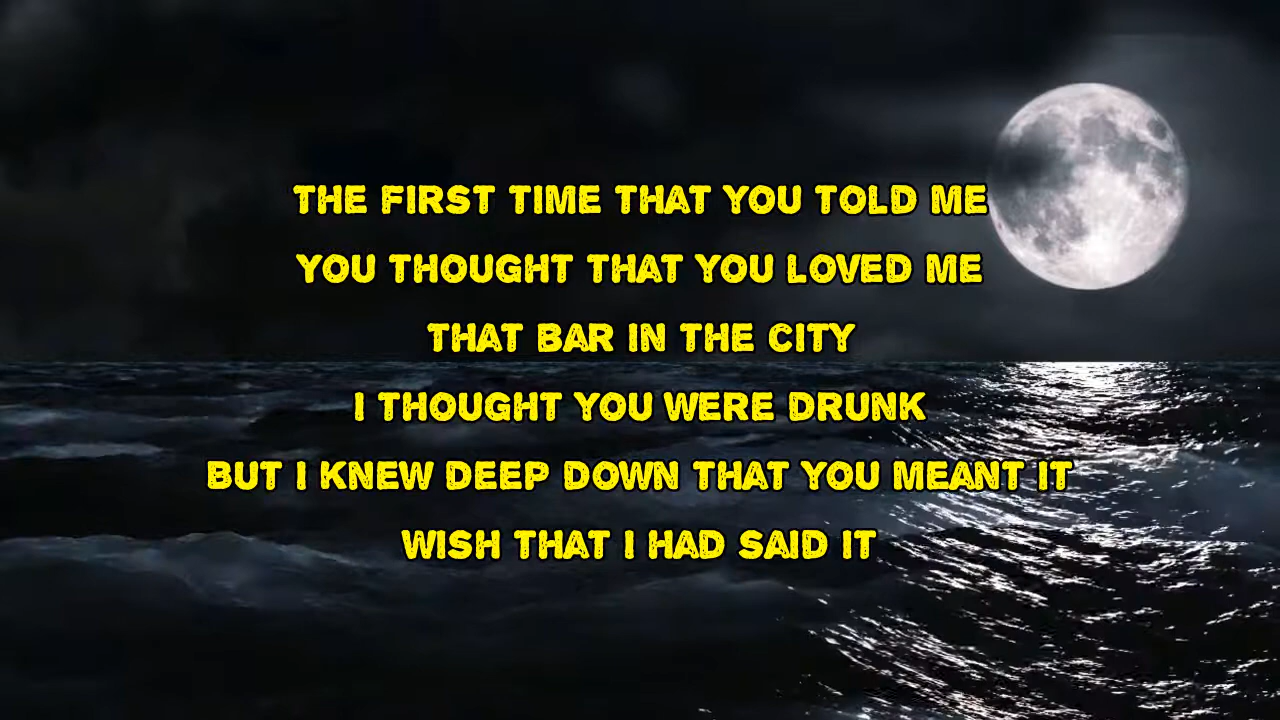 THE FIRST TIME THAT YOU TOLD ME
YOU THOUGHT THAT YOU LOVED ME
THAT BAR IN THE CITY
I THOUGHT YOU WERE DRUNK
BUT I KNEW DEEP DOWN THAT YOU MEANT IT
WISH THAT I HAD SAID IT